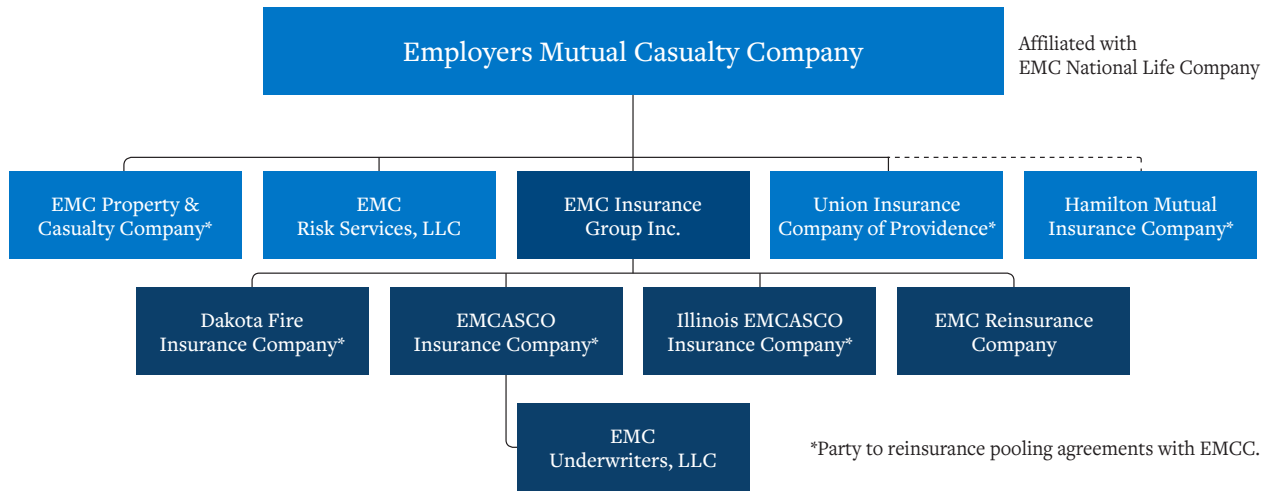 Employers Mutual Casualty Company
Affiliated with
EMC National Life Company
EMC Property &
Casualty Company*
EMC
Risk Services, LLC
EMC Insurance
Group Inc.
Union Insurance
Company of Providence*
Hamilton Mutual
Insurance Company*
Dakota Fire
Insurance Company*
EMCASCO
Insurance Company*
Illinois EMCASCO
Insurance Company*
EMC Reinsurance
Company
EMC
Underwriters, LLC
*Party to reinsurance pooling agreements with EMCC.